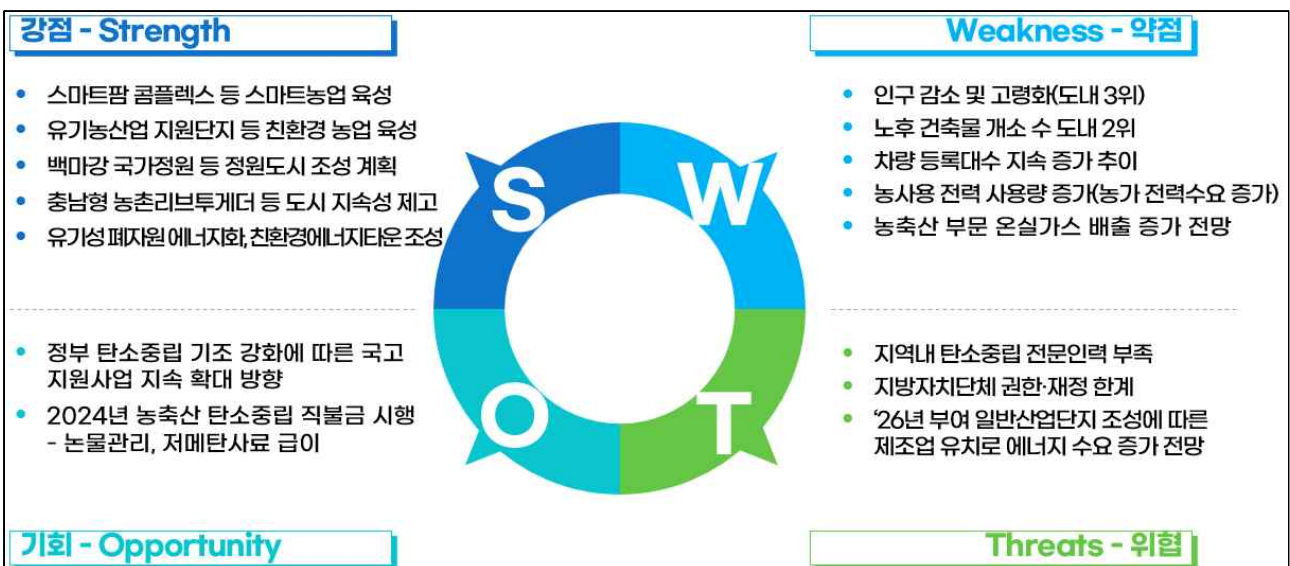 강점 - Strength
• 스마트팜 콤플렉스 등 스마트농업 육성
• 유기농산업 지원단지 등 친환경 농업 육성
• 백마강 국가정원 등 정원도시 조성 계획
• 충남형 농촌리브투게더 등 도시 지속성 제고
• 유기성 폐자원 에너지화, 친환경에너지타운 조성
Weakness - 약점
• 인구 감소 및 고령화(도내 3위)
• 노후 건축물 개소 수 도내 2위
• 차량 등록대수 지속 증가 추이
• 농사용 전력 사용량 증가(농가 전력수요 증가)
• 농축산 부문 온실가스 배출 증가 전망
S
W
O
T
• 정부 탄소중립 기조 강화에 따른 국고
지원사업 지속 확대 방향
• 2024년 농축산 탄소중립 직불금 시행
- 논물관리, 저메탄사료 급이
기회 - Opportunity
• 지역내 탄소중립 전문인력 부족
• 지방자치단체 권한·재정 한계
• ‘26년 부여 일반산업단지 조성에 따른
제조업 유치로 에너지 수요 증가 전망
Threats - 위협